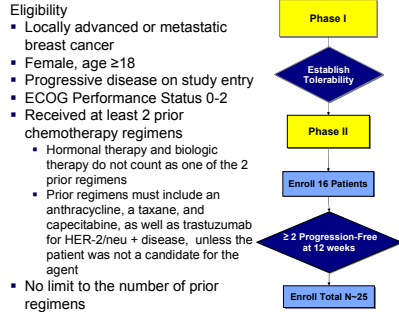 Eligibility
▪ Locally advanced or metastatic
breast cancer
▪ Female, age ≥18
▪ Progressive disease on study entry
▪ ECOG Performance Status 0-2
▪ Received at least 2 prior
chemotherapy regimens
▪ Hormonal therapy and biologic
therapy do not count as one of the 2
prior regimens
▪ Prior regimens must include an
anthracycline, a taxane, and
capecitabine, as well as trastuzumab
for HER-2/neu + disease, unless the
patient was not a candidate for the
agent
▪ No limit to the number of prior
regimens
Phase I
Establish
Tolerability
Phase II
Enroll 16 Patients
≥ 2 Progression-Free
at 12 weeks
Enroll Total N~25